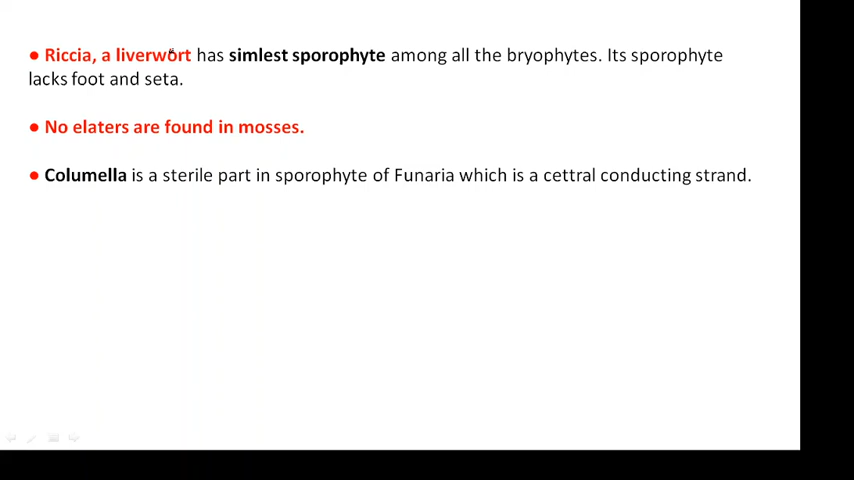 ● Riccia, a liverwort has simlest sporophyte among all the bryophytes. Its sporophyte
lacks foot and seta.
● No elaters are found in mosses.
● Columella is a sterile part in sporophyte of Funaria which is a cettral conducting strand.